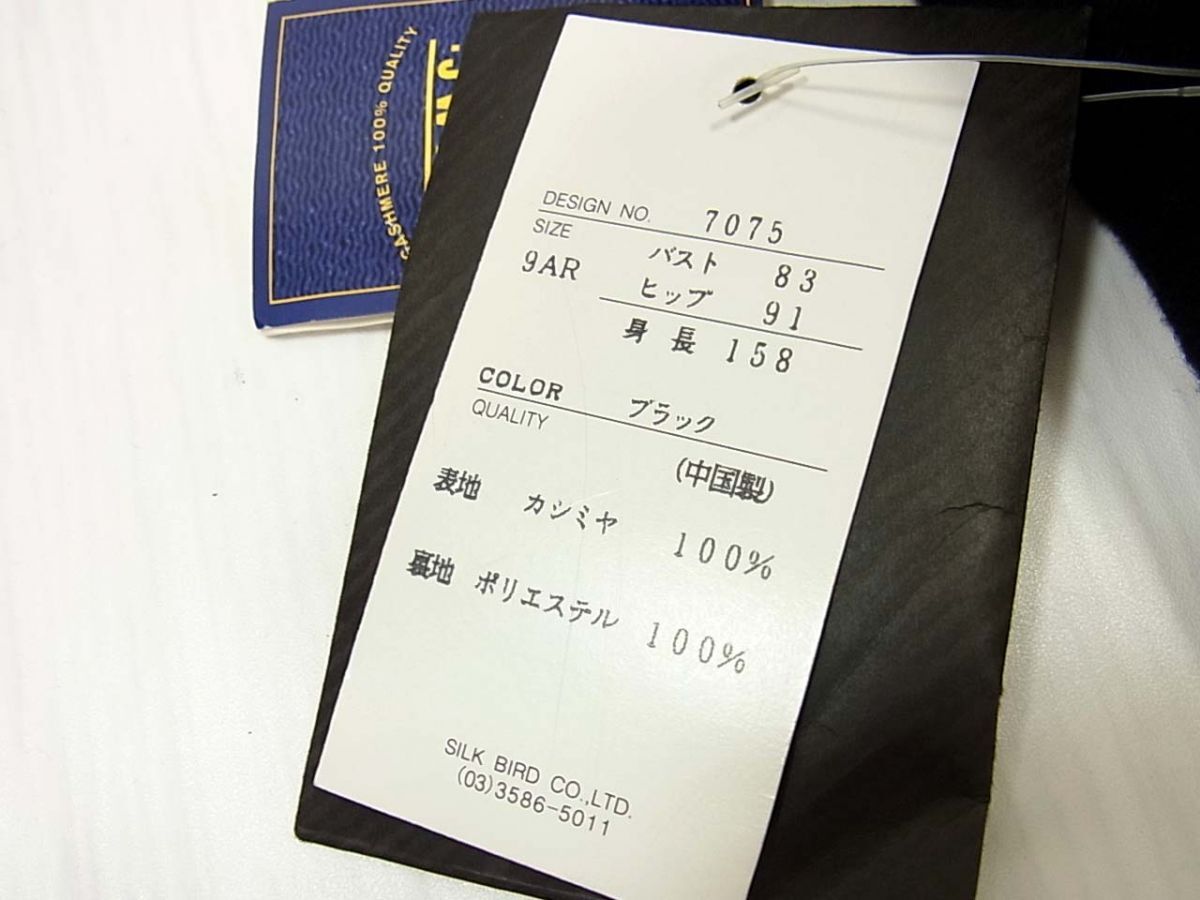 CASHMERE 100% QUALITY
DESIGN NO. 7075
SIZE
9AR
バスト 83
ヒップ 91
身長 158
COLOR ブラック
QUALITY
(中国製)
表地 カシミヤ 100%
裏地 ポリエステル 100%
SILK BIRD CO.,LTD.
(03)3586-5011